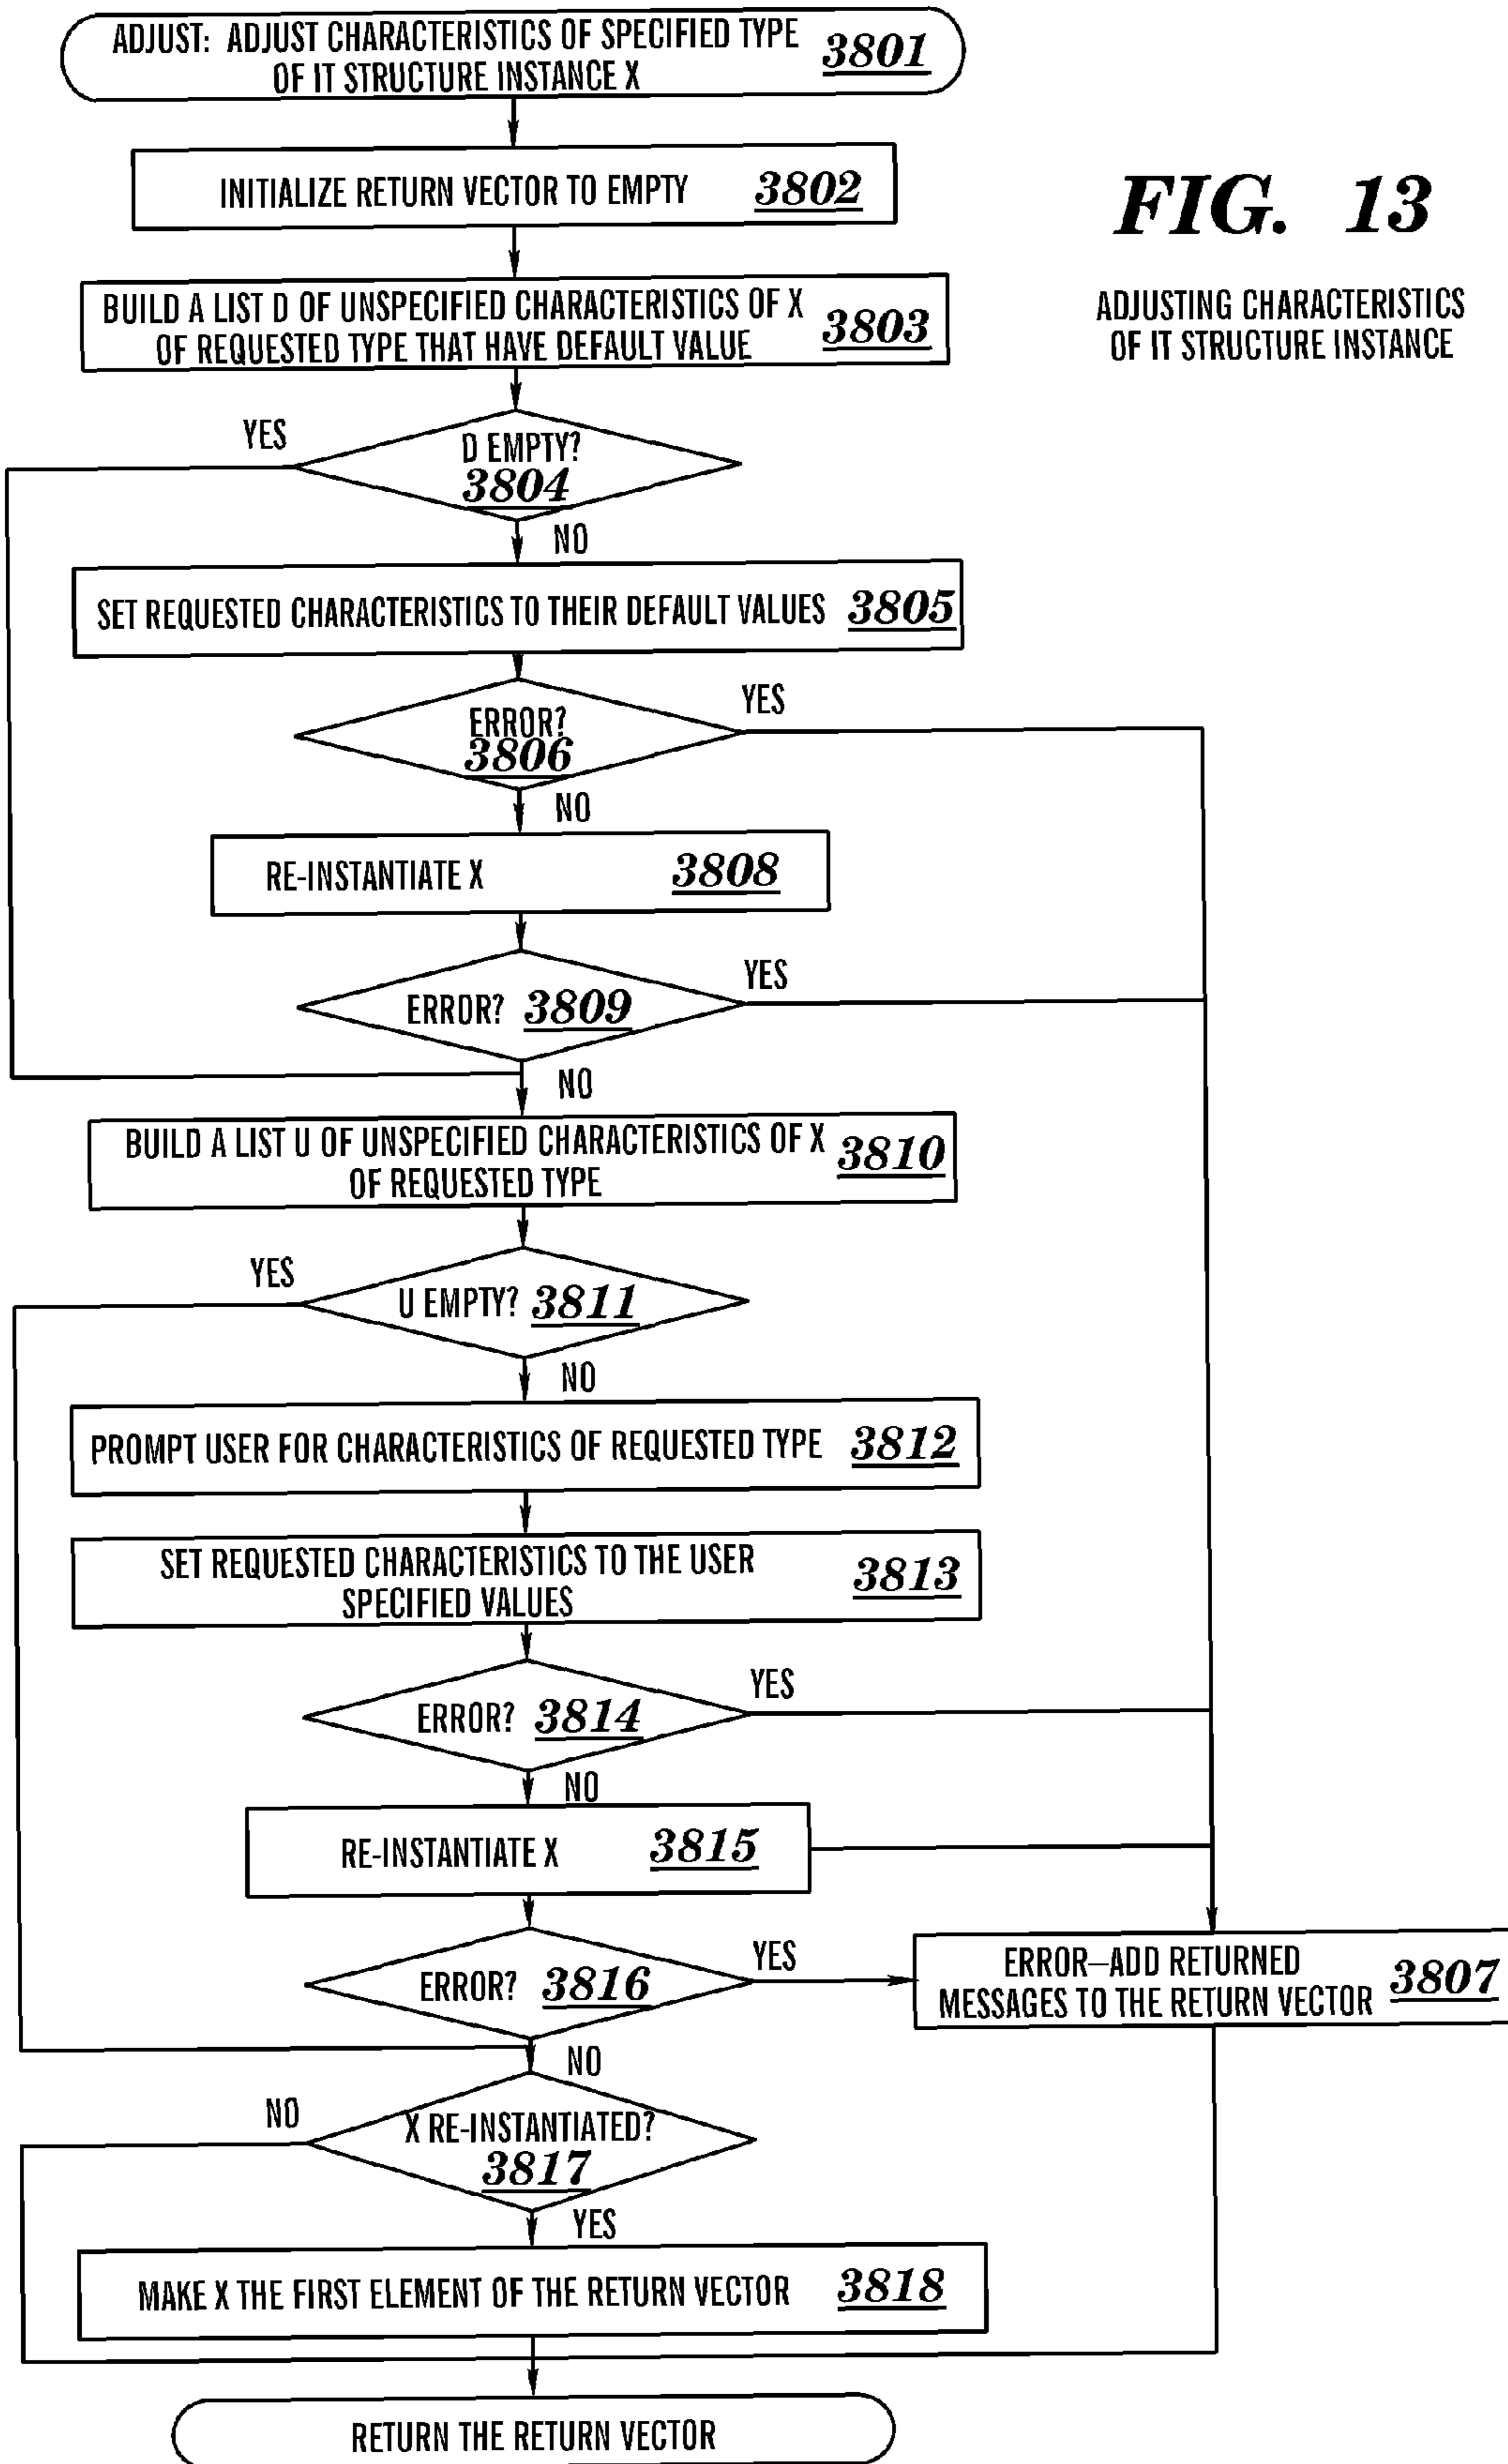 ADJUST: ADJUST CHARACTERISTICS OF SPECIFIED TYPE
OF IT STRUCTURE INSTANCE X
3801
INITIALIZE RETURN VECTOR TO EMPTY 3802
FIG. 13
ADJUSTING CHARACTERISTICS
OF IT STRUCTURE INSTANCE
BUILD A LIST D OF UNSPECIFIED CHARACTERISTICS OF X
OF REQUESTED TYPE THAT HAVE DEFAULT VALUE
3803
YES
D EMPTY?
3804
NO
SET REQUESTED CHARACTERISTICS TO THEIR DEFAULT VALUES 3805
YES
ERROR?
3806
NO
RE-INSTANTIATE X 3808
YES
ERROR? 3809
NO
BUILD A LIST U OF UNSPECIFIED CHARACTERISTICS OF X
OF REQUESTED TYPE
3810
YES
U EMPTY? 3811
NO
PROMPT USER FOR CHARACTERISTICS OF REQUESTED TYPE 3812
SET REQUESTED CHARACTERISTICS TO THE USER
SPECIFIED VALUES
3813
YES
ERROR? 3814
NO
RE-INSTANTIATE X 3815
YES
ERROR? 3816
ERROR—ADD RETURNED
MESSAGES TO THE RETURN VECTOR
3807
NO
NO
X RE-INSTANTIATED?
3817
YES
MAKE X THE FIRST ELEMENT OF THE RETURN VECTOR 3818
RETURN THE RETURN VECTOR